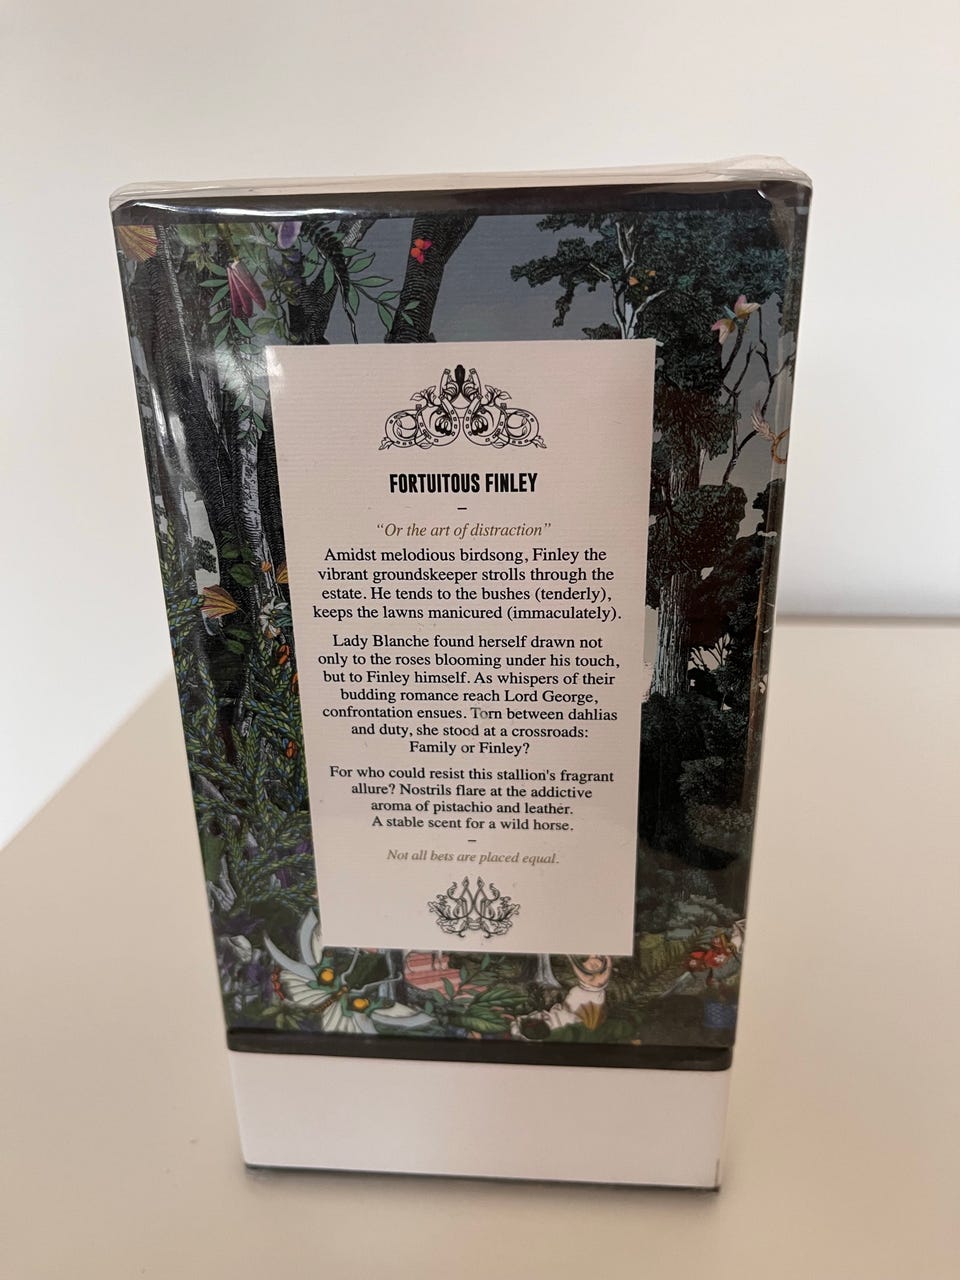 FORTUITOUS FINLEY
"Or the art of distraction"
Amidst melodious birdsong, Finley the
vibrant groundskeeper strolls through the
estate. He tends to the bushes (tenderly),
keeps the lawns manicured (immaculately).
Lady Blanche found herself drawn not
only to the roses blooming under his touch,
but to Finley himself. As whispers of their
budding romance reach Lord George,
confrontation ensues. Torn between dahlias
and duty, she stood at a crossroads:
Family or Finley?
For who could resist this stallion's fragrant
allure? Nostrils flare at the addictive
aroma of pistachio and leather.
A stable scent for a wild horse.
Not all bets are placed equal.